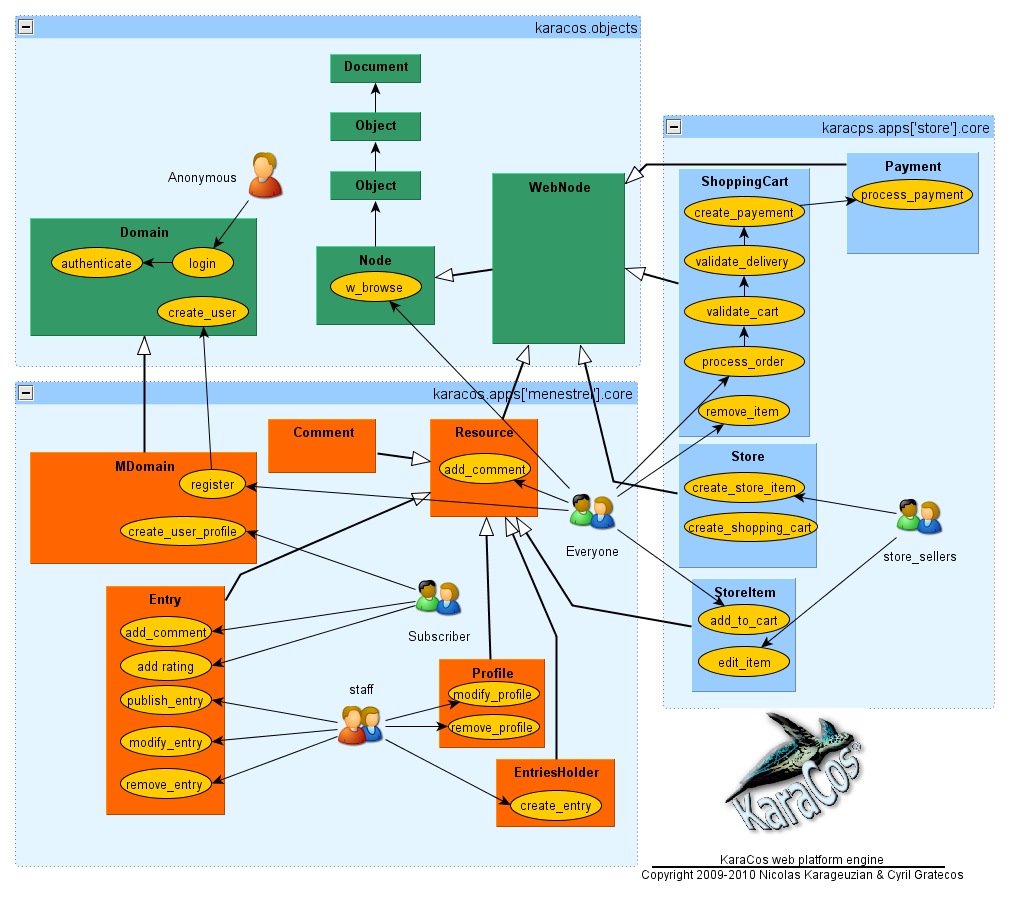 karacos.objects
Document
Object
Object
Anonymous
WebNode
Domain
authenticate
login
create_user
Node
w_browse
karacps.apps['store'].core
ShoppingCart
create_payement
validate_delivery
validate_cart
process_order
remove_item
Payment
process_payment
Store
create_store_item
create_shopping_cart
store_sellers
StoreItem
add_to_cart
edit_item
karacos.apps['menestrel'].core
Comment
Resource
add_comment
MDomain
register
create_user_profile
Everyone
Entry
add_comment
add rating
publish_entry
modify_entry
remove_entry
Subscriber
staff
Profile
modify_profile
remove_profile
EntriesHolder
create_entry
KaraCos®
KaraCos web platform engine
Copyright 2009-2010 Nicolas Karageuzian & Cyril Gratecos